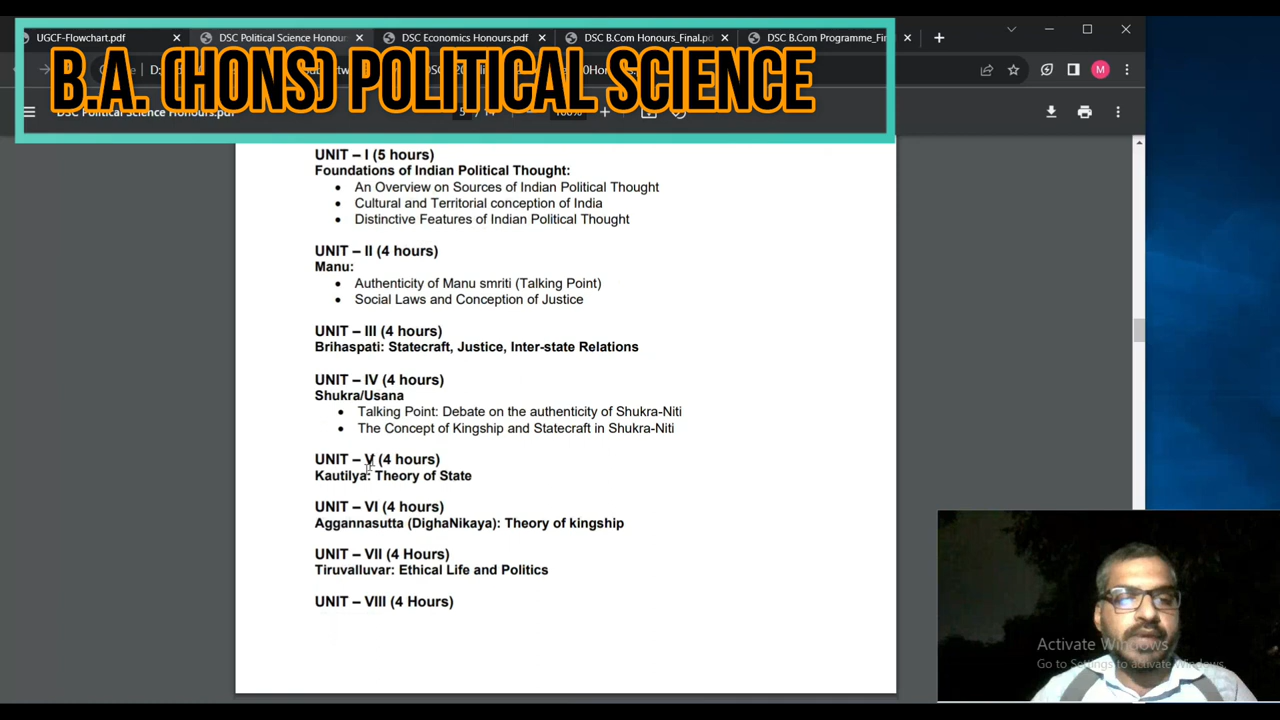 UGCF-Flowchart.pdf
DSC Political Science Honour
DSC Economics Honours.pdf
DSC B.Com Honours_Final.p
DSC B.Com Programme_Fi
B.A. (HONS) POLITICAL SCIENCE
DSC Political Science Honour.pdf
UNIT – I (5 hours)
Foundations of Indian Political Thought:
• An Overview on Sources of Indian Political Thought
• Cultural and Territorial conception of India
• Distinctive Features of Indian Political Thought
UNIT – II (4 hours)
Manu:
• Authenticity of Manu smriti (Talking Point)
• Social Laws and Conception of Justice
UNIT – III (4 hours)
Brihaspati: Statecraft, Justice, Inter-state Relations
UNIT – IV (4 hours)
Shukra/Usana
• Talking Point: Debate on the authenticity of Shukra-Niti
• The Concept of Kingship and Statecraft in Shukra-Niti
UNIT – V (4 hours)
Kautilya: Theory of State
UNIT – VI (4 hours)
Aggannasutta (DighaNikaya): Theory of kingship
UNIT – VII (4 Hours)
Tiruvalluvar: Ethical Life and Politics
UNIT – VIII (4 Hours)
M
Activate Windows
Go to Settings to activate Windows.